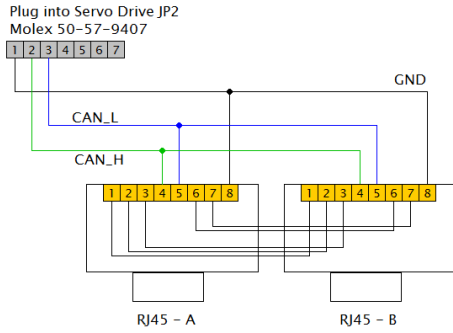 Plug into Servo Drive JP2
Molex 50-57-9407
1 2 3 4 5 6 7
GND
CAN_L
CAN_H
1 2 3 4 5 6 7 8
1 2 3 4 5 6 7 8
RJ45 - A
RJ45 - B